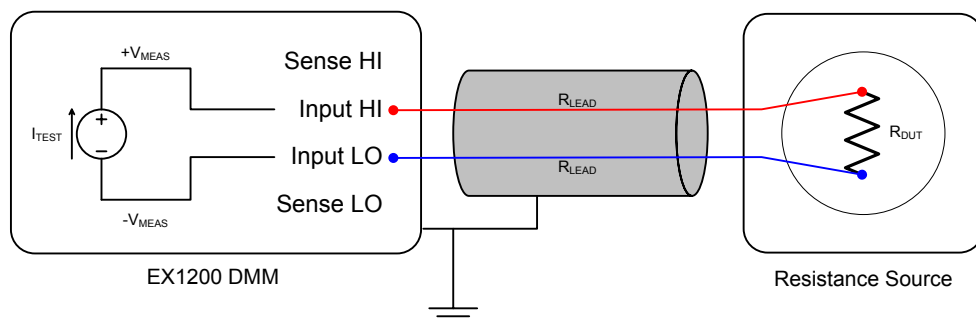 +V_MEAS
Sense HI
Input HI
R_LEAD
I_TEST
+
−
R_DUT
Input LO
R_LEAD
Sense LO
-V_MEAS
EX1200 DMM
Resistance Source